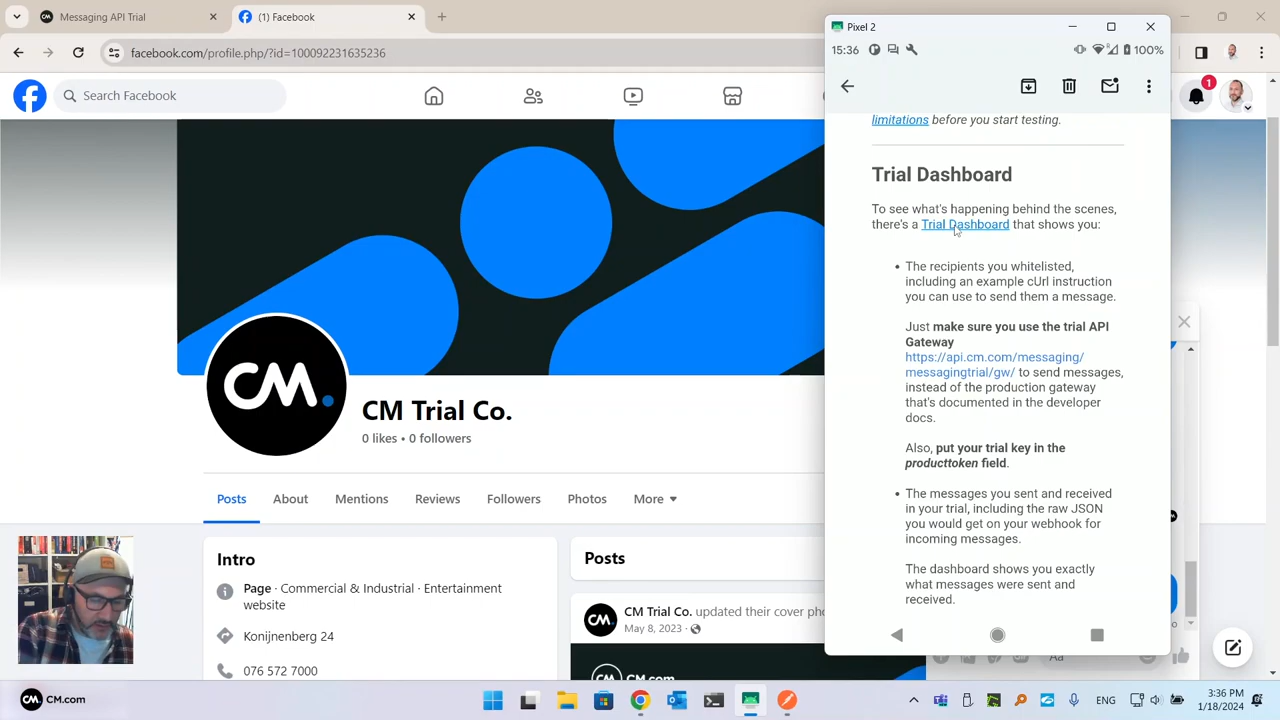 Messaging API Trial
(1) Facebook
facebook.com/profile.php/?id=100092231635236
Search Facebook
1
CM.
CM Trial Co.
0 likes • 0 followers
Posts
About
Mentions
Reviews
Followers
Photos
More
Intro
Page · Commercial & Industrial · Entertainment
website
Konijnenberg 24
076 572 7000
Posts
CM Trial Co. updated their cover pho
May 8, 2023
CM.com
Pixel 2
15:36
100%
limitations before you start testing.
Trial Dashboard
To see what's happening behind the scenes,
there's a Trial Dashboard that shows you:
• The recipients you whitelisted,
including an example cUrl instruction
you can use to send them a message.
Just make sure you use the trial API
Gateway
https://api.cm.com/messaging/
messagingtrial/gw/ to send messages,
instead of the production gateway
that's documented in the developer
docs.
Also, put your trial key in the
producttoken field.
• The messages you sent and received
in your trial, including the raw JSON
you would get on your webhook for
incoming messages.
The dashboard shows you exactly
what messages were sent and
received.
Aa
CM.com
ENG
3:36 PM
1/18/2024